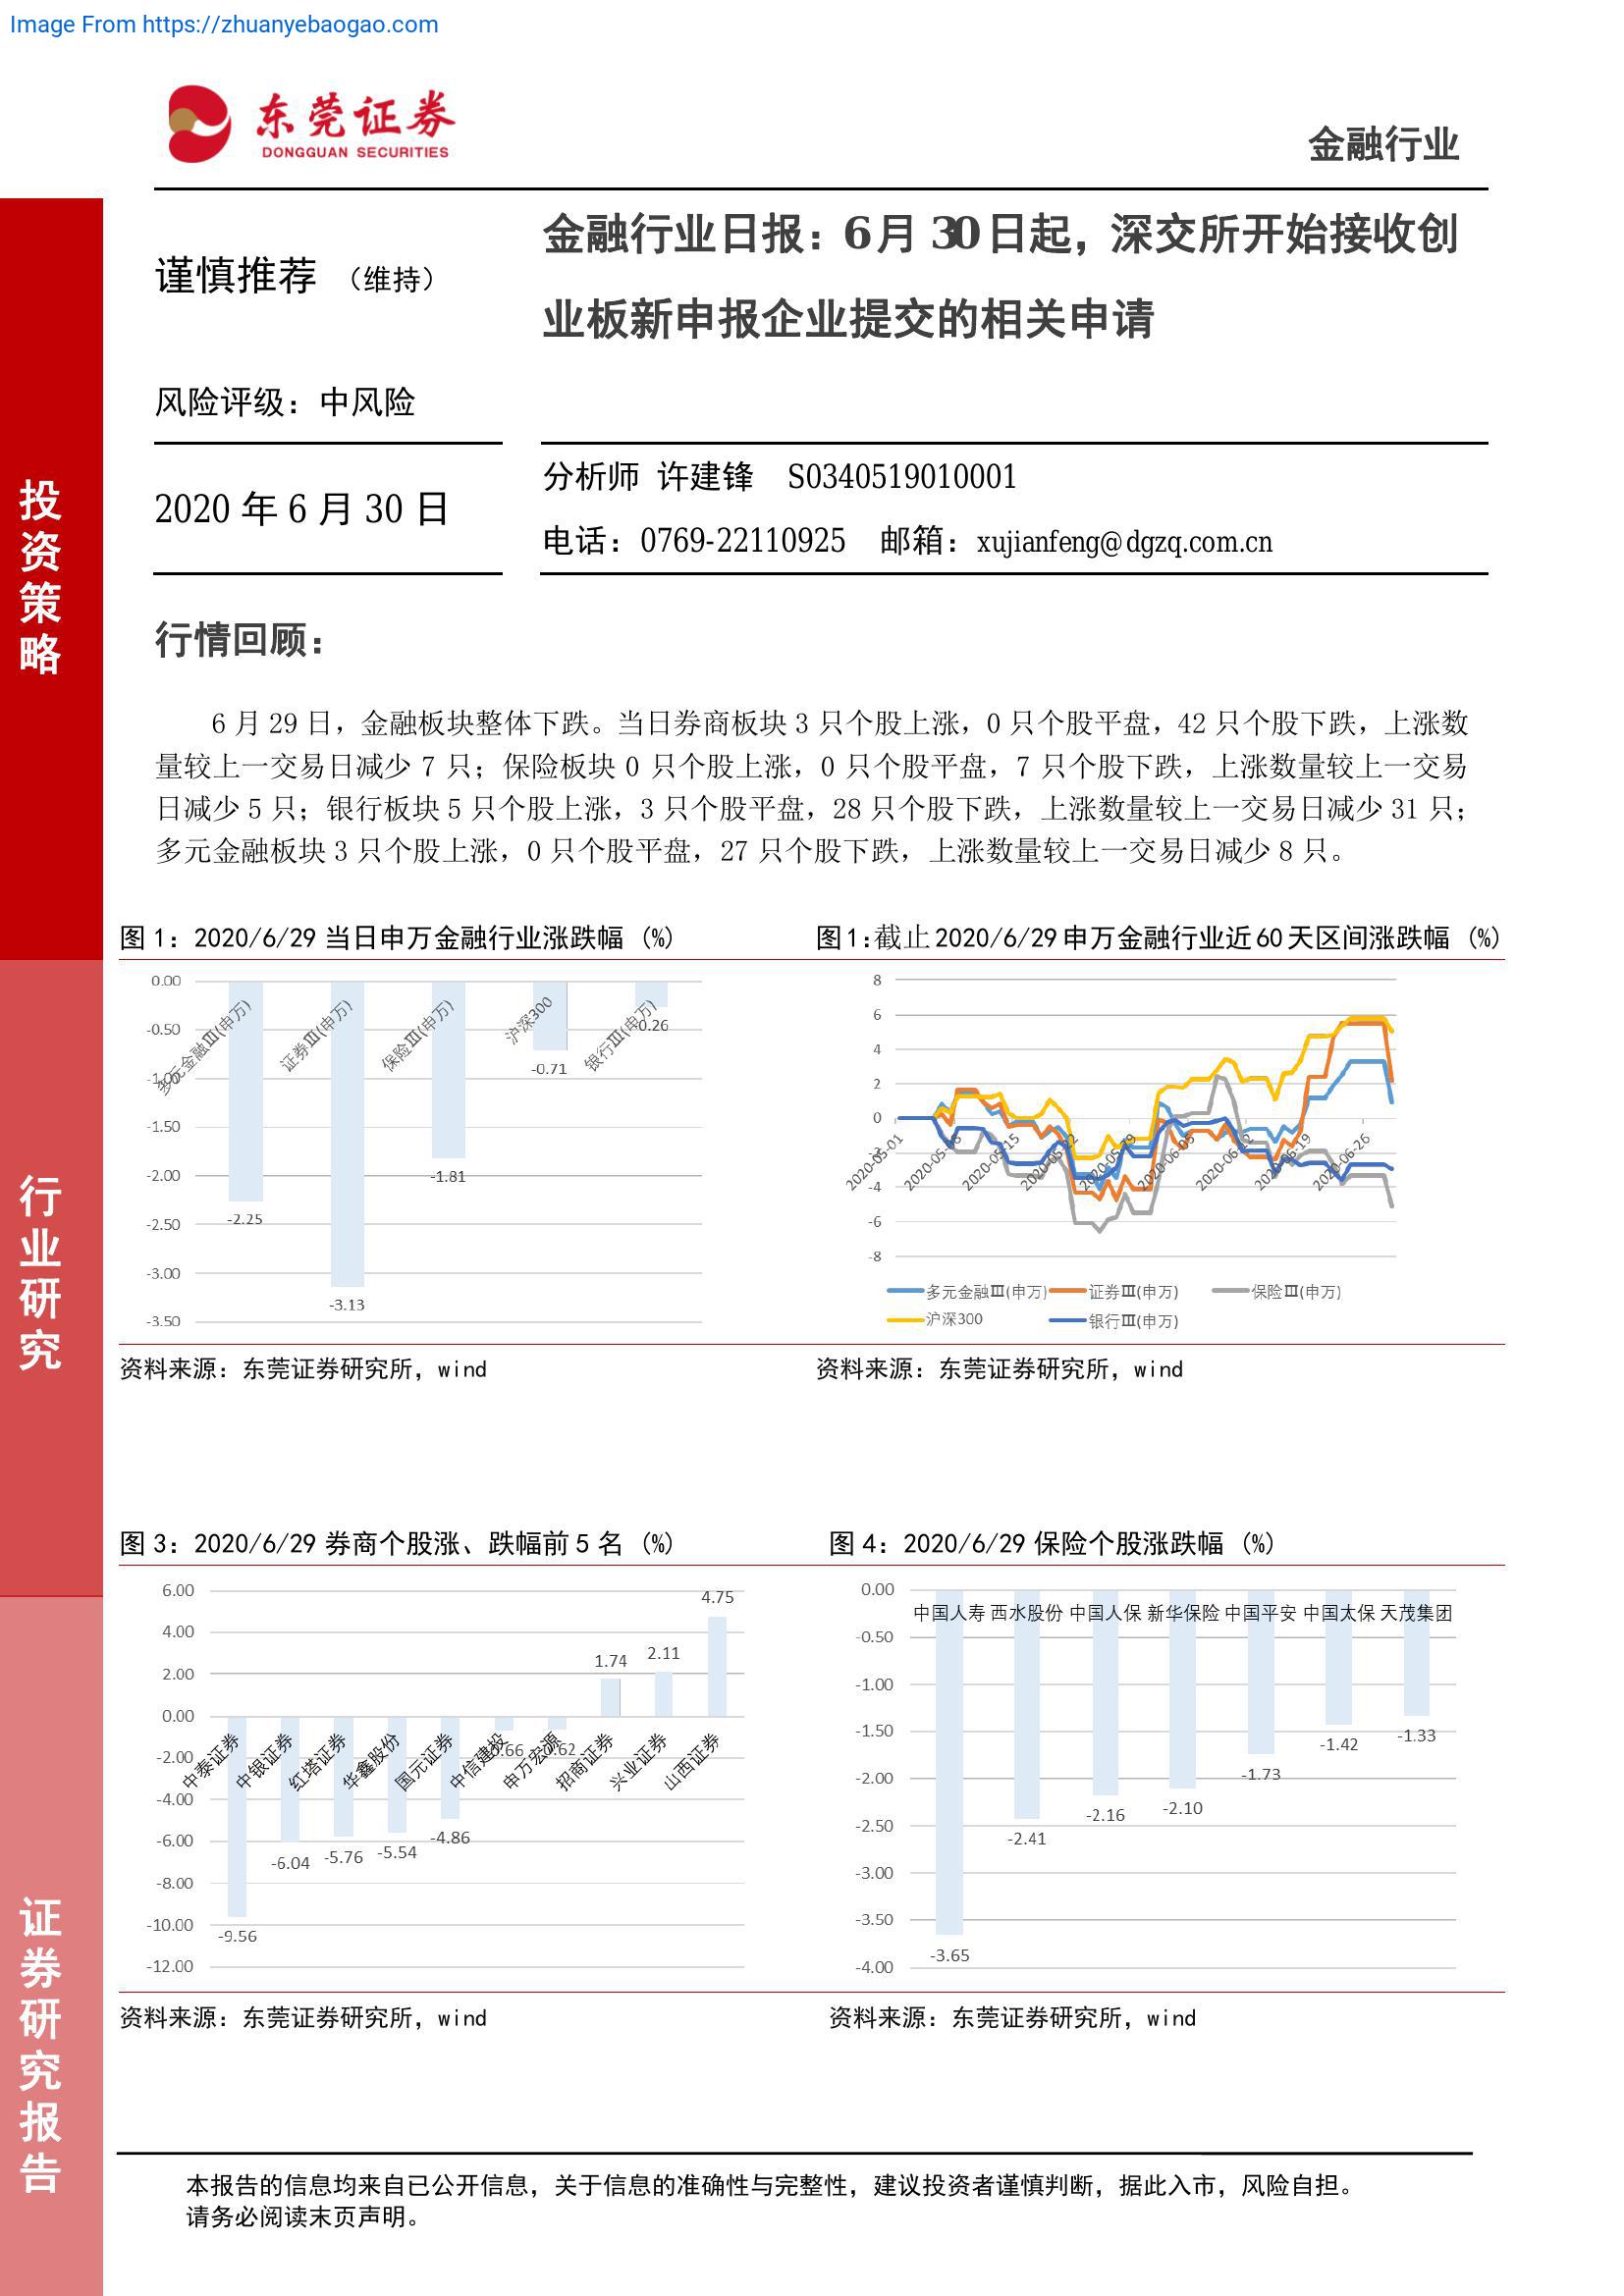 Image From https://zhuanyebaogao.com
东莞证券
DONGGUAN SECURITIES
金融行业
投资策略
行业研究
证券研究报告
谨慎推荐 （维持）
风险评级：中风险
2020 年 6 月 30 日
金融行业日报：6 月 30 日起，深交所开始接收创
业板新申报企业提交的相关申请
分析师 许建锋 S0340519010001
电话：0769-22110925 邮箱：xujianfeng@dgzq.com.cn
行情回顾：
6 月 29 日，金融板块整体下跌。当日券商板块 3 只个股上涨，0 只个股平盘，42 只个股下跌，上涨数
量较上一交易日减少 7 只；保险板块 0 只个股上涨，0 只个股平盘，7 只个股下跌，上涨数量较上一交易
日减少 5 只；银行板块 5 只个股上涨，3 只个股平盘，28 只个股下跌，上涨数量较上一交易日减少 31 只；
多元金融板块 3 只个股上涨，0 只个股平盘，27 只个股下跌，上涨数量较上一交易日减少 8 只。
图 1：2020/6/29 当日申万金融行业涨跌幅 (%)
0.00
-0.50
-1.00
-1.50
-2.00
-2.50
-3.00
-3.50
多元金融Ⅲ(申万)
证券Ⅲ(申万)
保险Ⅲ(申万)
沪深300
银行Ⅲ(申万)
-2.25
-3.13
-1.81
-0.71
-0.26
资料来源：东莞证券研究所，wind
图 1:截止 2020/6/29 申万金融行业近 60 天区间涨跌幅 (%)
8
6
4
2
0
-2
-4
-6
-8
2020-05-01
2020-05-08
2020-05-15
2020-05-22
2020-05-29
2020-06-05
2020-06-12
2020-06-19
2020-06-26
多元金融Ⅲ(申万) 证券Ⅲ(申万) 保险Ⅲ(申万)
沪深300 银行Ⅲ(申万)
资料来源：东莞证券研究所，wind
图 3：2020/6/29 券商个股涨、跌幅前 5 名 (%)
6.00
4.00
2.00
0.00
-2.00
-4.00
-6.00
-8.00
-10.00
-12.00
中泰证券
中银证券
红塔证券
华鑫股份
国元证券
中信建投
申万宏源
招商证券
兴业证券
山西证券
-9.56
-6.04
-5.76
-5.54
-4.86
-0.66
-0.62
1.74
2.11
4.75
资料来源：东莞证券研究所，wind
图 4：2020/6/29 保险个股涨跌幅 (%)
0.00
-0.50
-1.00
-1.50
-2.00
-2.50
-3.00
-3.50
-4.00
中国人寿 西水股份 中国人保 新华保险 中国平安 中国太保 天茂集团
-3.65
-2.41
-2.16
-2.10
-1.73
-1.42
-1.33
资料来源：东莞证券研究所，wind
本报告的信息均来自已公开信息，关于信息的准确性与完整性，建议投资者谨慎判断，据此入市，风险自担。
请务必阅读末页声明。